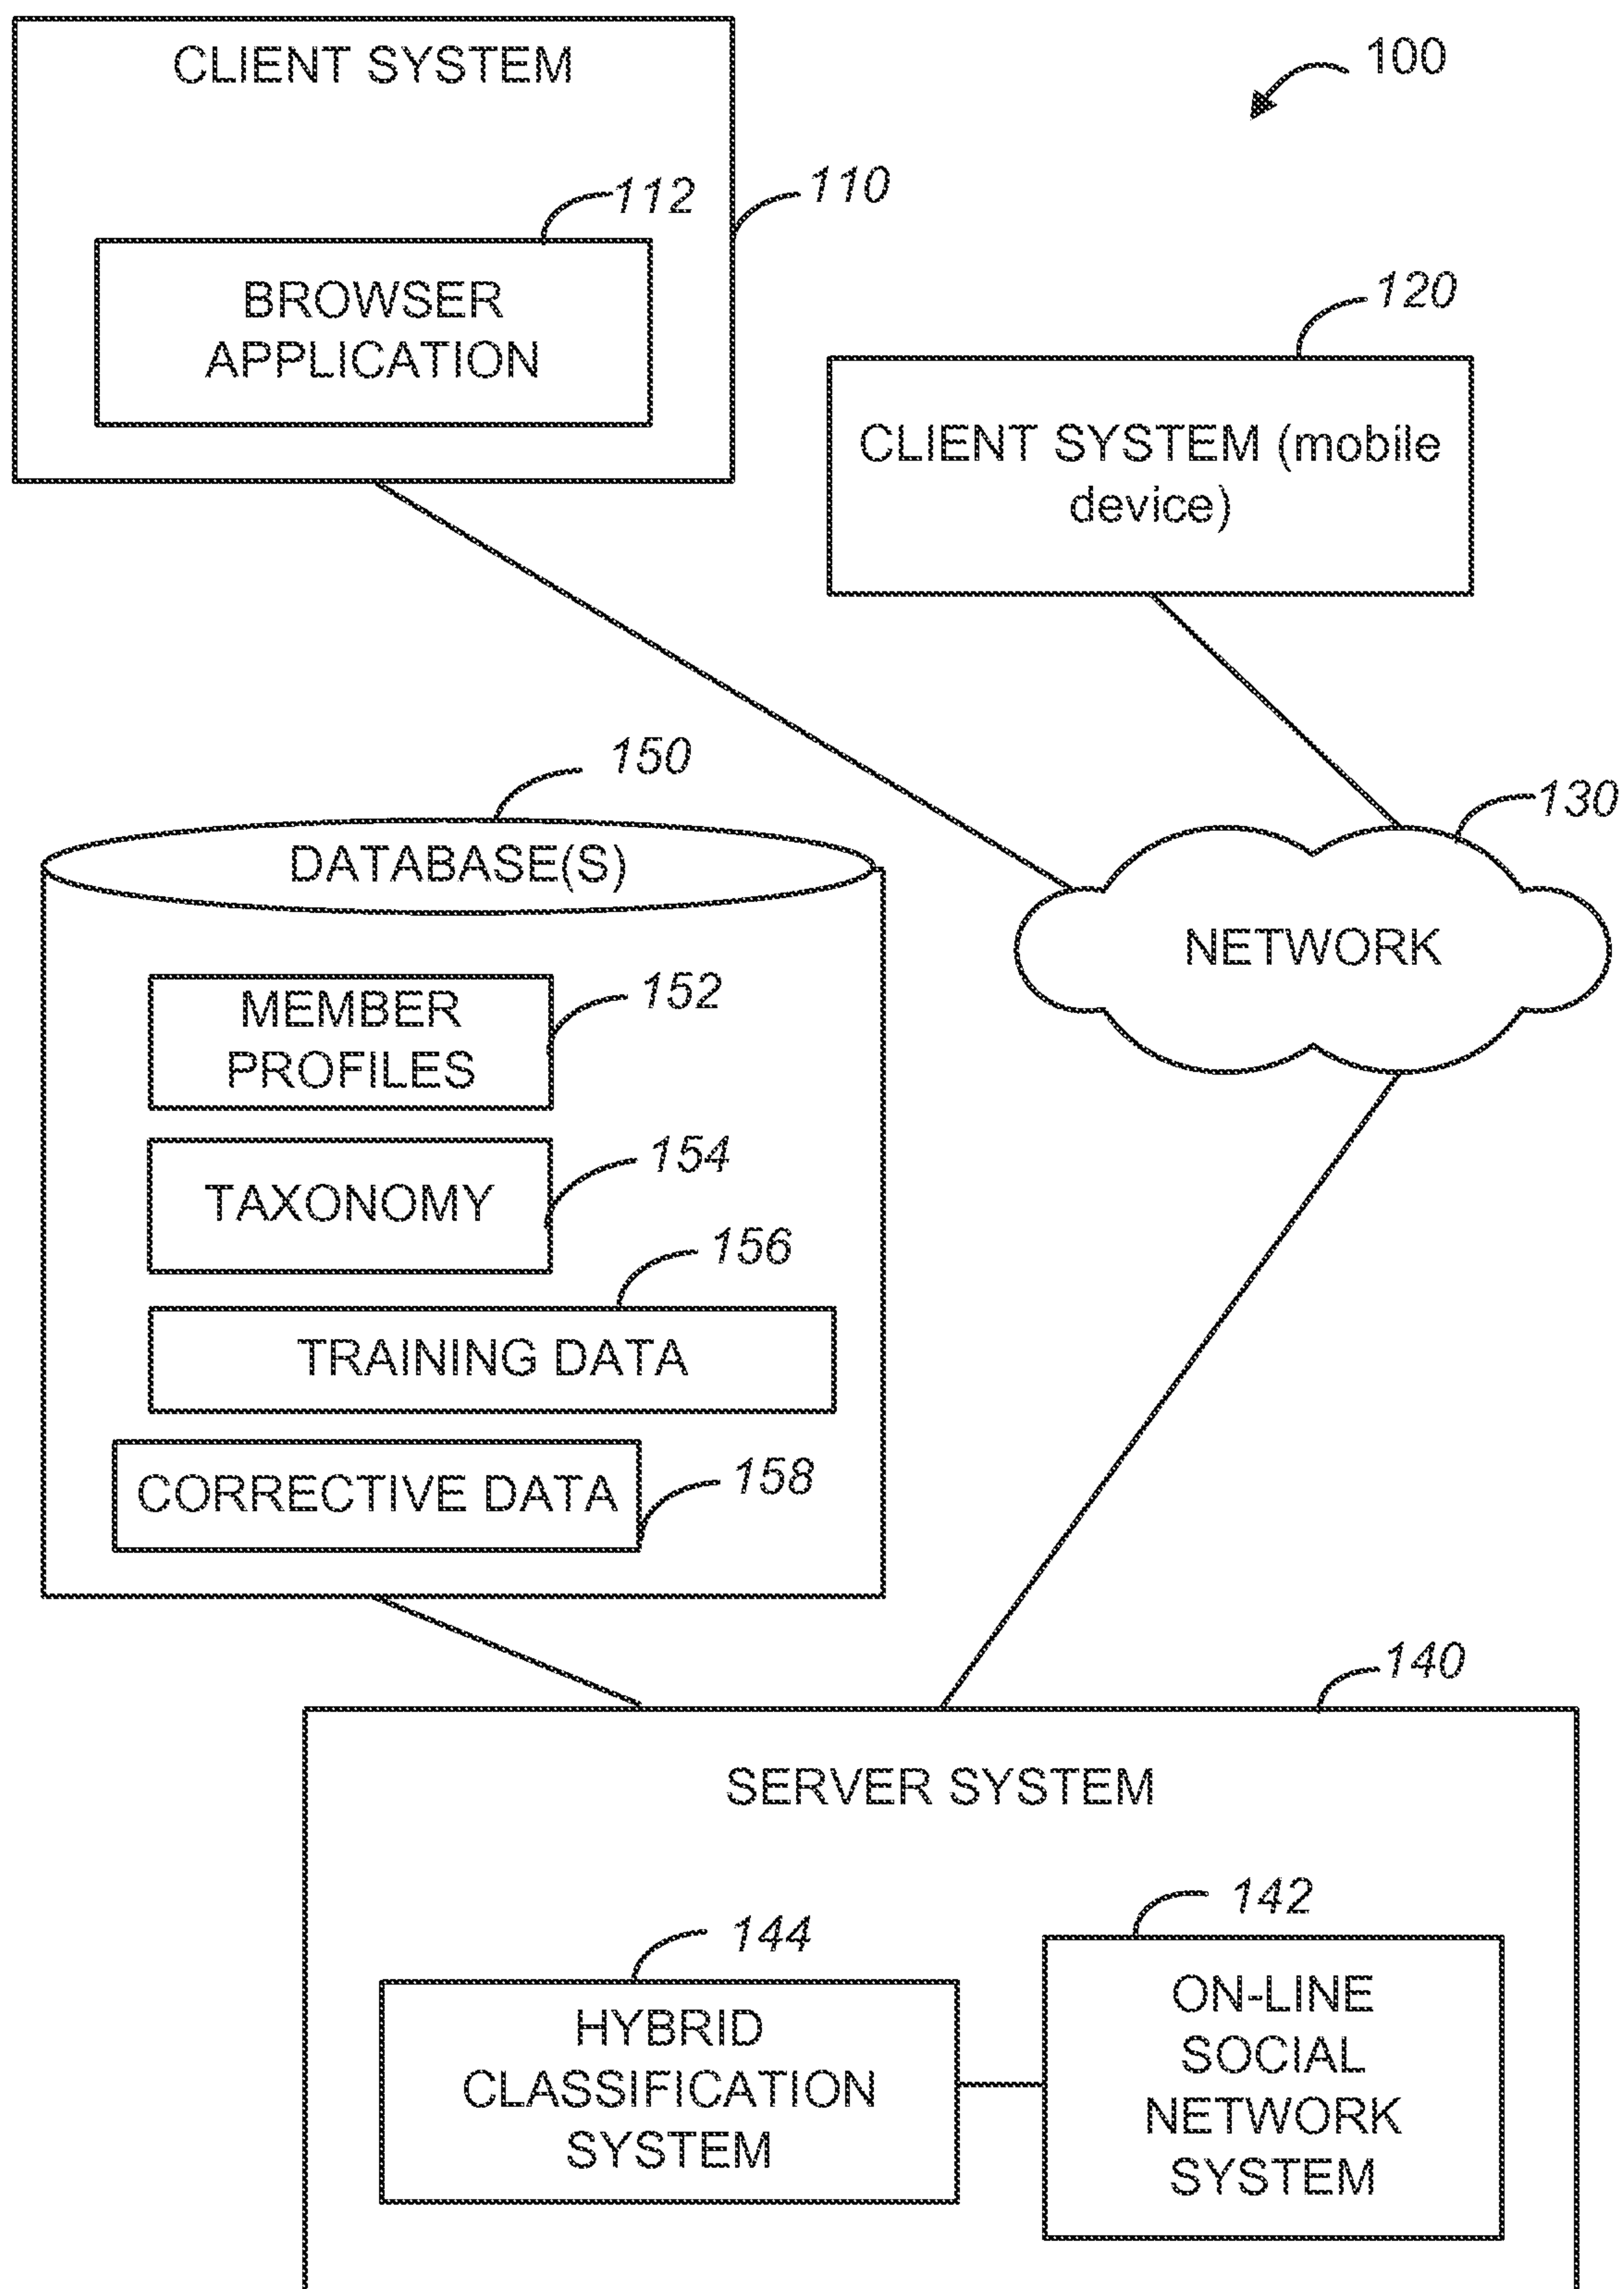 CLIENT SYSTEM
100
112
110
BROWSER
APPLICATION
120
CLIENT SYSTEM (mobile
device)
150
130
DATABASE(S)
NETWORK
MEMBER
PROFILES
152
TAXONOMY
154
156
TRAINING DATA
CORRECTIVE DATA
158
140
SERVER SYSTEM
144
142
HYBRID
CLASSIFICATION
SYSTEM
ON-LINE
SOCIAL
NETWORK
SYSTEM